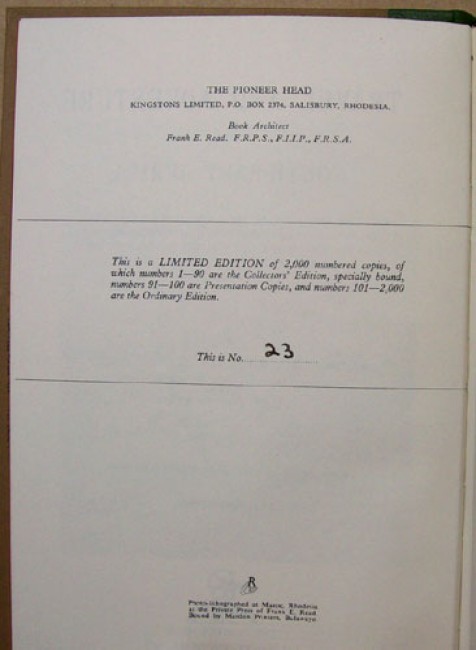 THE PIONEER HEAD
KINGSTONS LIMITED, P.O. BOX 2374, SALISBURY, RHODESIA.
Book Architect
Frank E. Read. F.R.P.S., F.I.I.P., F.R.S.A.
This is a LIMITED EDITION of 2,000 numbered copies, of
which numbers 1—90 are the Collectors' Edition, specially bound,
numbers 91—100 are Presentation Copies, and numbers 101—2,000
are the Ordinary Edition.
This is No. 23
R
Photo-lithographed at Marandellas, Rhodesia
at the Private Press of Frank E. Read
Bound by Mardon Printers, Bulawayo